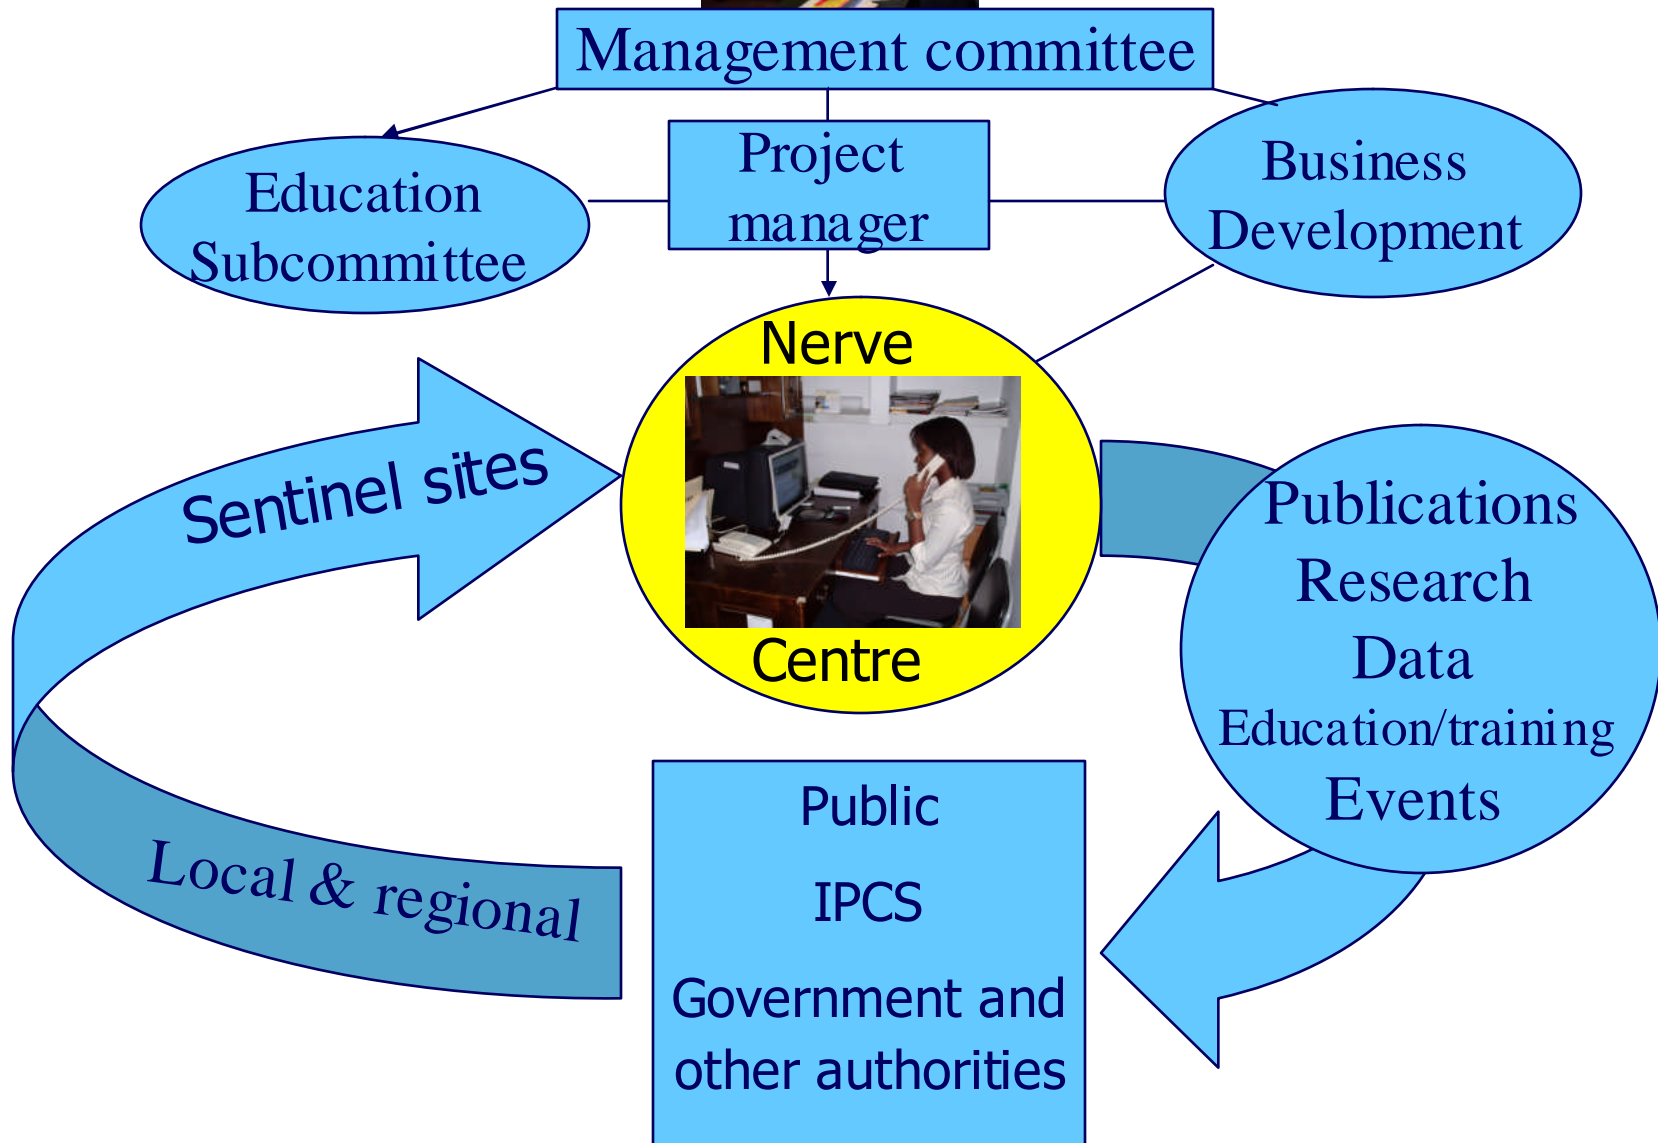 Management committee
Project
manager
Education
Subcommittee
Business
Development
Nerve
Centre
Sentinel sites
Publications
Research
Data
Education/training
Events
Local & regional
Public
IPCS
Government and
other authorities